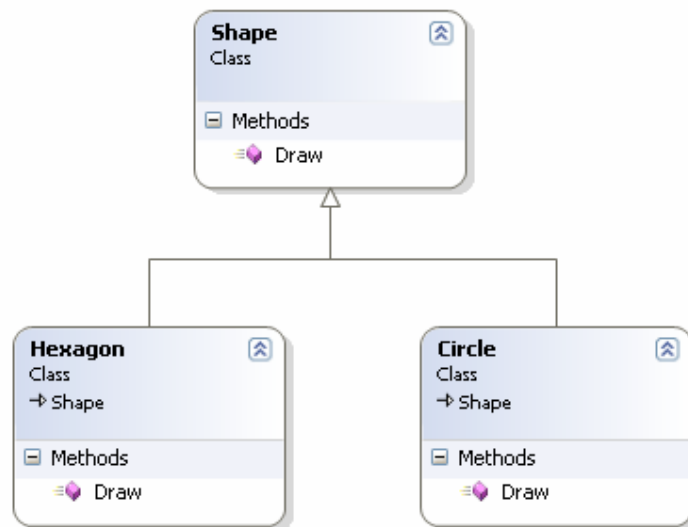 Shape
Class
Methods
Draw
Hexagon
Class
Shape
Methods
Draw
Circle
Class
Shape
Methods
Draw